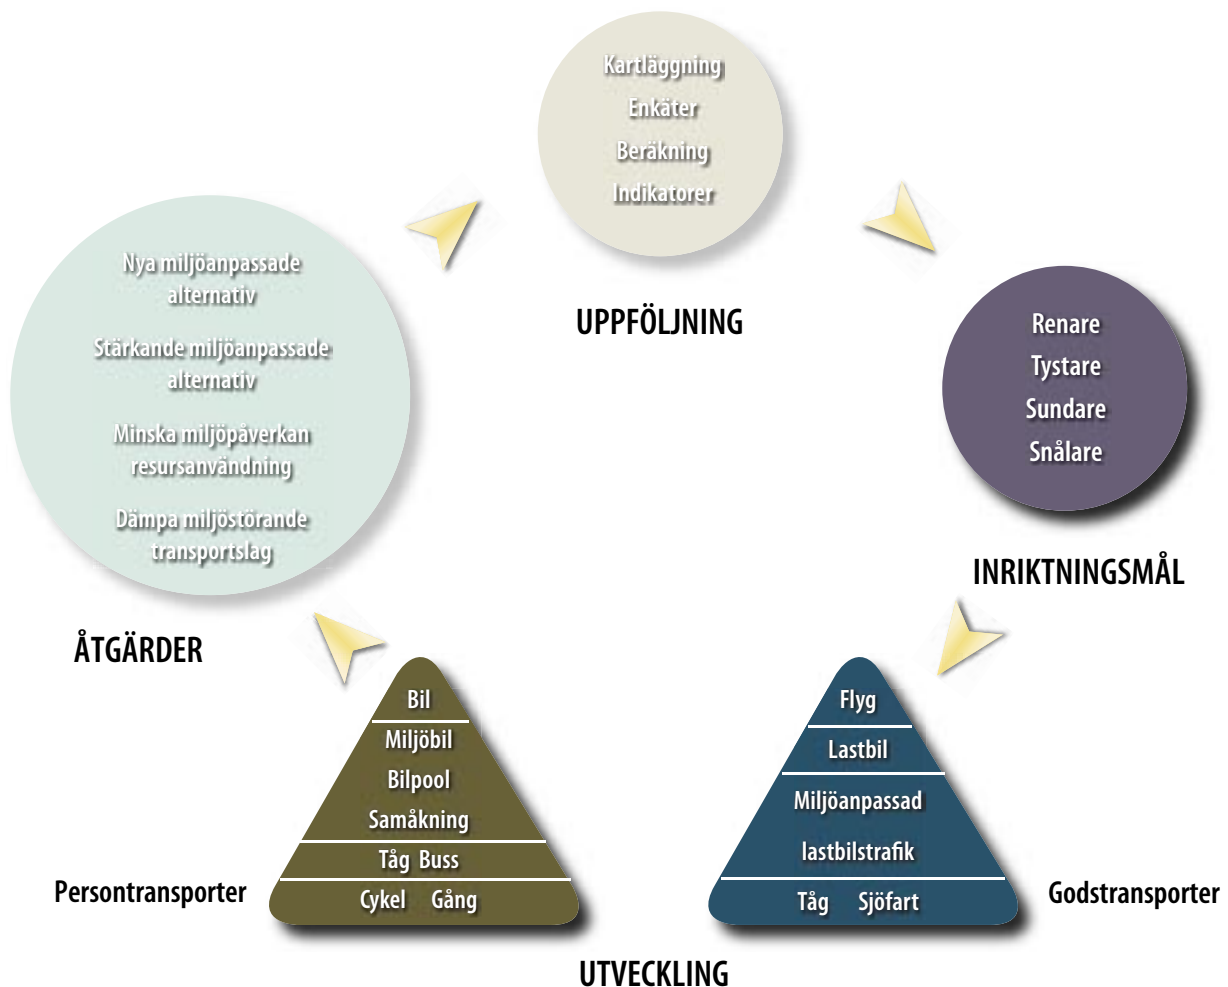 Kartläggning
Enkäter
Beräkning
Indikatorer
UPPFÖLJNING
Nya miljöanpassade
alternativ
Stärkande miljöanpassade
alternativ
Minska miljöpåverkan
resursanvändning
Dämpa miljöstörande
transportslag
ÅTGÄRDER
Renare
Tystare
Sundare
Snålare
INRIKTNINGSMÅL
Bil
Miljöbil
Bilpool
Samåkning
Tåg Buss
Cykel Gång
Persontransporter
Flyg
Lastbil
Miljöanpassad
lastbilstrafik
Tåg Sjöfart
Godstransporter
UTVECKLING